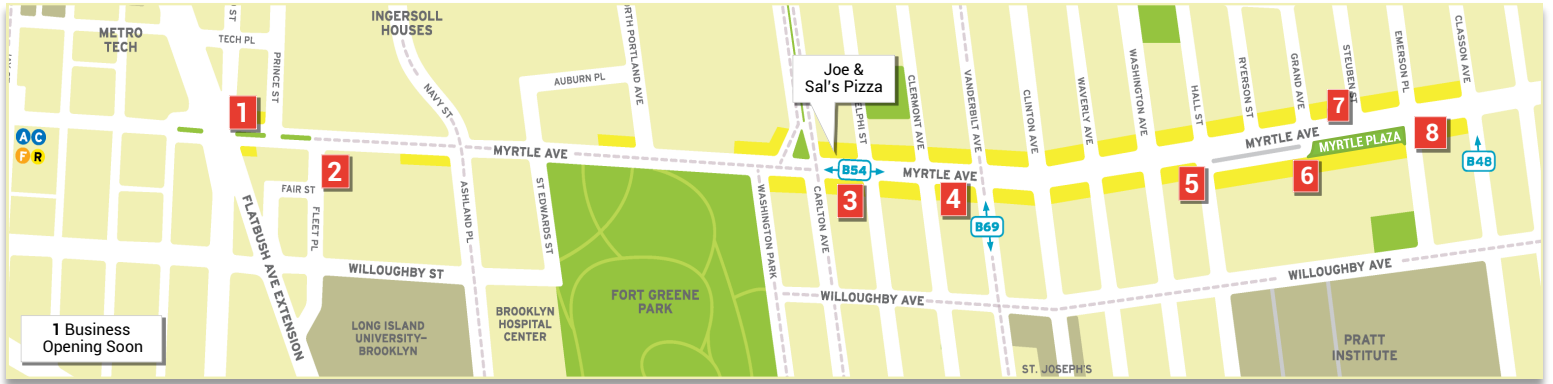 METRO
TECH
ST
TECH PL
PRINCE ST
INGERSOLL
HOUSES
NAVY ST
AUBURN PL
RTH PORTLAND AVE
Joe &
Sal's Pizza
ELPHI ST
CLERMONT AVE
VANDERBILT AVE
CLINTON AVE
WAVERLY AVE
WASHINGTON AVE
HALL ST
RYERSON ST
GRAND AVE
STEUBEN ST
EMERSON PL
CLASSON AVE
1
A C
F R
2
MYRTLE AVE
B54
MYRTLE AVE
3
4
5
MYRTLE AVE
MYRTLE PLAZA
6
7
8
B48
B69
FAIR ST
FLEET PL
FLATBUSH AVE EXTENSION
ASHLAND PL
ST EDWARDS ST
WASHINGTON PARK
CARLTON AVE
WILLOUGHBY ST
WILLOUGHBY AVE
WILLOUGHBY AVE
FORT GREENE
PARK
BROOKLYN
HOSPITAL
CENTER
LONG ISLAND
UNIVERSITY–
BROOKLYN
1 Business
Opening Soon
ST. JOSEPH'S
PRATT
INSTITUTE